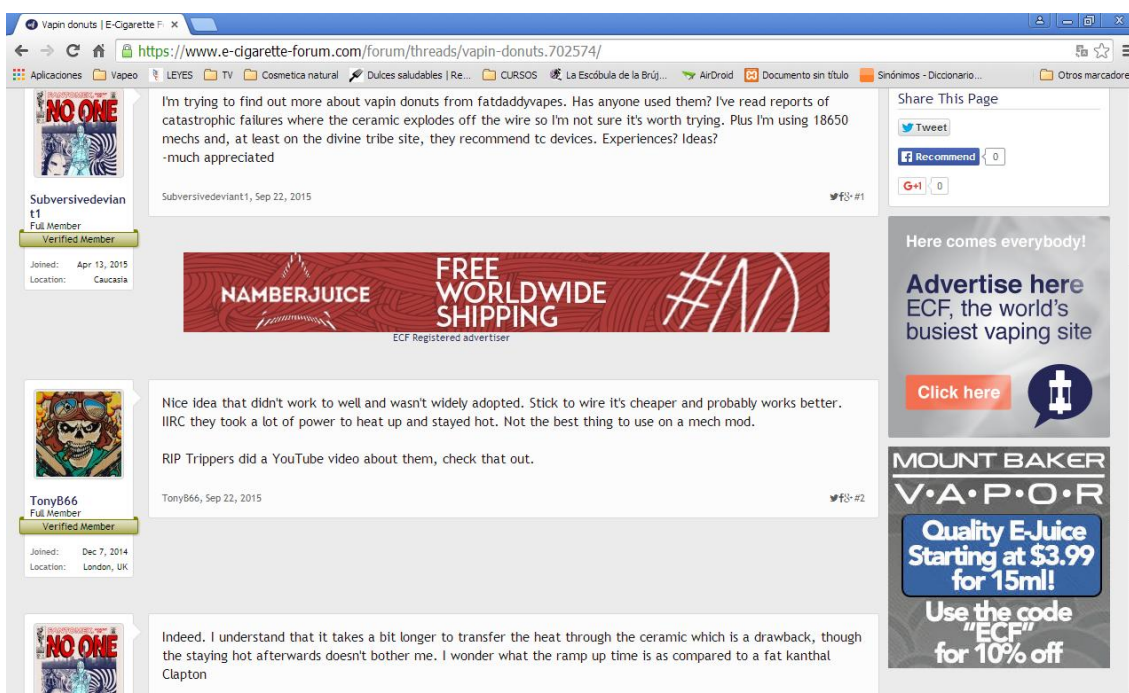 Vapin donuts | E-Cigarette F
https://www.e-cigarette-forum.com/forum/threads/vapin-donuts.702574/
Aplicaciones Vapeo LEYES TV Cosmetica natural Dulces saludables | Re... CURSOS La Escóbula de la Brúj... AirDroid Documento sin título Sinónimos - Diccionario... Otros marcadore
NO ONE
Subversivedevian
t1
Full Member
Verified Member
Joined: Apr 13, 2015
Location: Caucasia
I'm trying to find out more about vapin donuts from fatdaddyvapes. Has anyone used them? I've read reports of
catastrophic failures where the ceramic explodes off the wire so I'm not sure it's worth trying. Plus I'm using 18650
mechs and, at least on the divine tribe site, they recommend tc devices. Experiences? Ideas?
-much appreciated
Subversivedeviant1, Sep 22, 2015
#1
Share This Page
Tweet
Recommend 0
G+1 0
NAMBERJUICE
FREE
WORLDWIDE
SHIPPING
#ND
ECF Registered advertiser
Here comes everybody!
Advertise here
ECF, the world's
busiest vaping site
Click here
TonyB66
Full Member
Verified Member
Joined: Dec 7, 2014
Location: London, UK
Nice idea that didn't work to well and wasn't widely adopted. Stick to wire it's cheaper and probably works better.
IIRC they took a lot of power to heat up and stayed hot. Not the best thing to use on a mech mod.
RIP Trippers did a YouTube video about them, check that out.
TonyB66, Sep 22, 2015
#2
MOUNT BAKER
V•A•P•O•R
Quality E-Juice
Starting at $3.99
for 15ml!
Use the code
"ECF"
for 10% off
NO ONE
Indeed. I understand that it takes a bit longer to transfer the heat through the ceramic which is a drawback, though
the staying hot afterwards doesn't bother me. I wonder what the ramp up time is as compared to a fat kanthal
Clapton